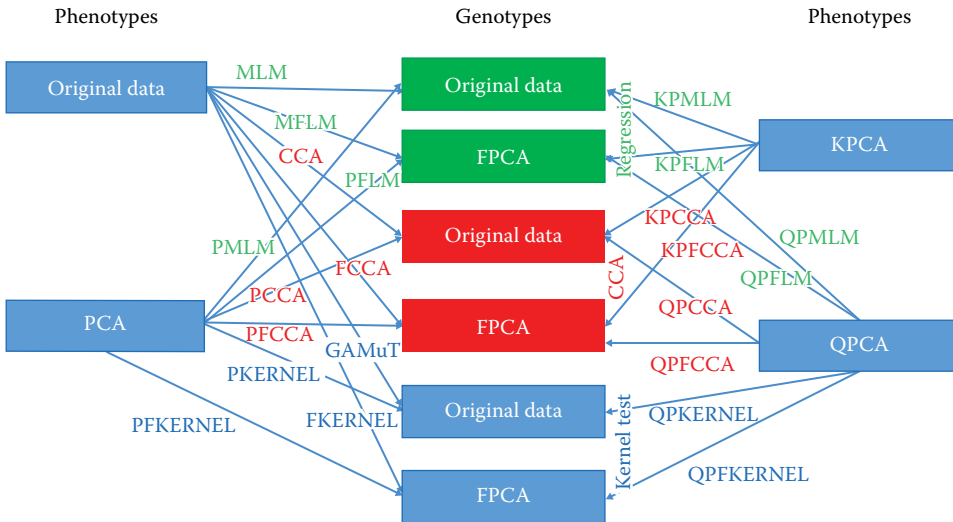 Phenotypes
Genotypes
Phenotypes
Original data
PCA
Original data
FPCA
Original data
FPCA
Original data
FPCA
KPCA
QPCA
MLM
MFLM
CCA
PFLM
PMLM
FCCA
PCCA
PFCCA
GAMuT
PKERNEL
FKERNEL
PFKERNEL
Regression
CCA
Kernel test
KPMLM
KPFLM
KPCCA
KPFCCA
QPMLM
QPFLM
QPCCA
QPFCCA
QPKERNEL
QPFKERNEL